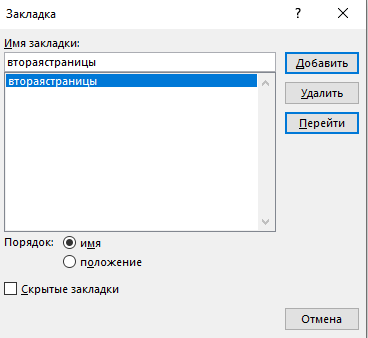 Закладка ?
Имя закладки:
втораястраницы
Добавить
втораястраницы
Удалить
Перейти
Порядок: имя
положение
Скрытые закладки
Отмена